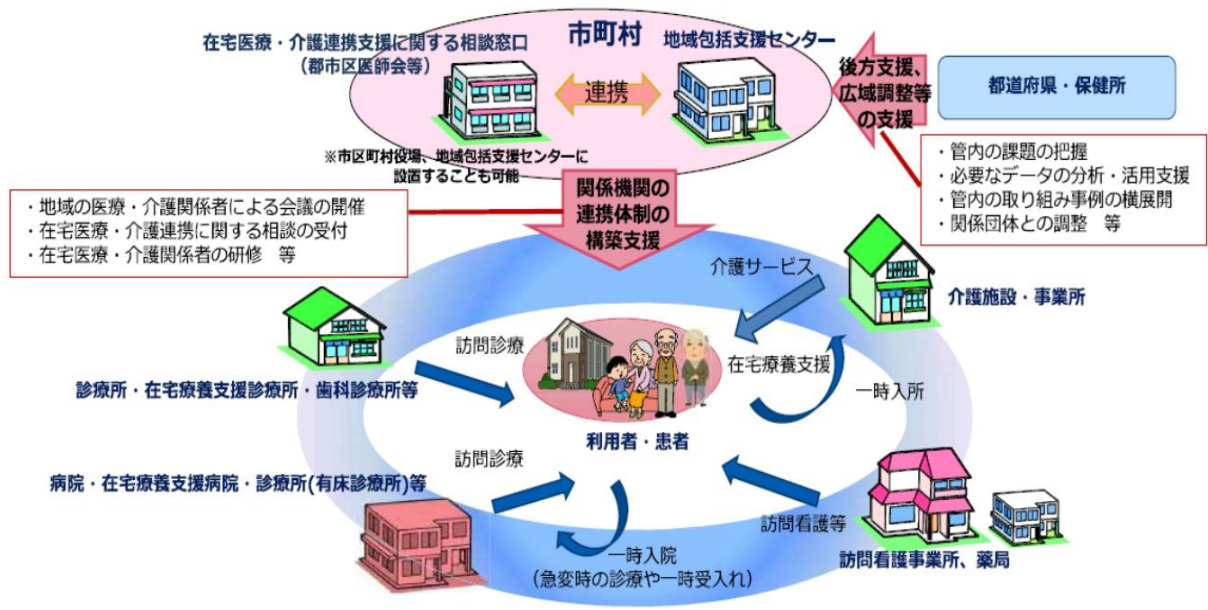 市町村
在宅医療・介護連携支援に関する相談窓口
（郡市区医師会等）
地域包括支援センター
連携
※市区町村役場、地域包括支援センターに
設置することも可能
後方支援、
広域調整等
の支援
都道府県・保健所
・管内の課題の把握
・必要なデータの分析・活用支援
・管内の取り組み事例の横展開
・関係団体との調整　等
関係機関の
連携体制の
構築支援
・地域の医療・介護関係者による会議の開催
・在宅医療・介護連携に関する相談の受付
・在宅医療・介護関係者の研修　等
介護サービス
介護施設・事業所
訪問診療
在宅療養支援
一時入所
診療所・在宅療養支援診療所・歯科診療所等
利用者・患者
訪問診療
病院・在宅療養支援病院・診療所(有床診療所)等
訪問看護等
一時入院
（急変時の診療や一時受入れ）
訪問看護事業所、薬局